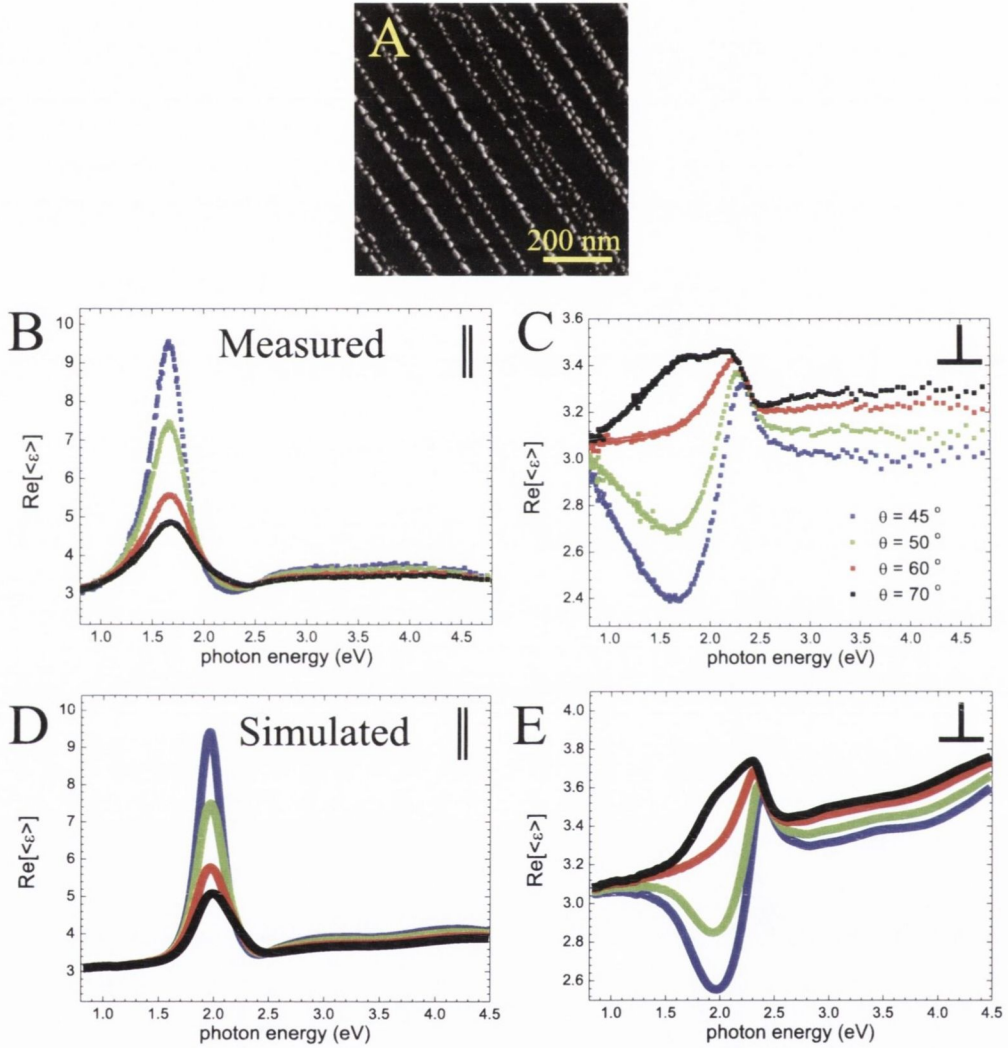 A
200 nm
B
Measured
||
Re[<ε>]
10
9
8
7
6
5
4
3
1.0 1.5 2.0 2.5 3.0 3.5 4.0 4.5
photon energy (eV)
C
⊥
Re[<ε>]
3.6
3.4
3.2
3.0
2.8
2.6
2.4
θ = 45 °
θ = 50 °
θ = 60 °
θ = 70 °
1.0 1.5 2.0 2.5 3.0 3.5 4.0 4.5
photon energy (eV)
D
Simulated
||
Re[<ε>]
10
9
8
7
6
5
4
3
1.0 1.5 2.0 2.5 3.0 3.5 4.0 4.5
photon energy (eV)
E
⊥
Re[<ε>]
4.0
3.8
3.6
3.4
3.2
3.0
2.8
2.6
1.0 1.5 2.0 2.5 3.0 3.5 4.0 4.5
photon energy (eV)